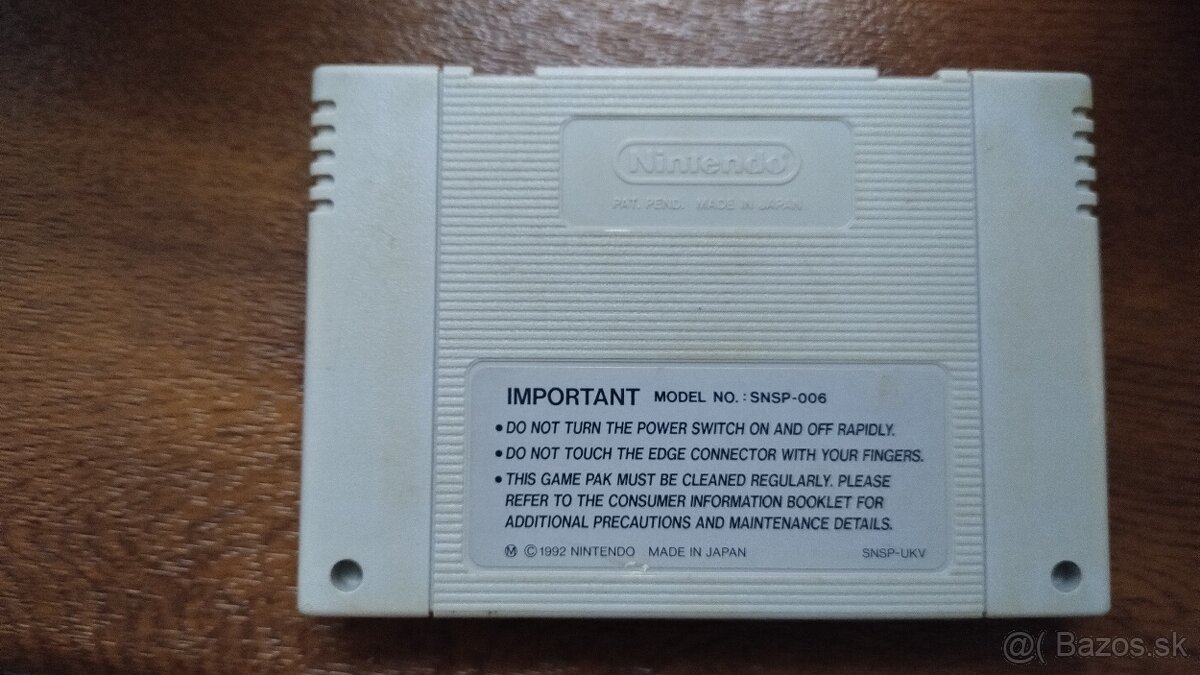 Nintendo
PAT. PEND. MADE IN JAPAN
IMPORTANT MODEL NO.: SNSP-006
• DO NOT TURN THE POWER SWITCH ON AND OFF RAPIDLY.
• DO NOT TOUCH THE EDGE CONNECTOR WITH YOUR FINGERS.
• THIS GAME PAK MUST BE CLEANED REGULARLY. PLEASE
REFER TO THE CONSUMER INFORMATION BOOKLET FOR
ADDITIONAL PRECAUTIONS AND MAINTENANCE DETAILS.
Ⓜ © 1992 NINTENDO MADE IN JAPAN SNSP-UKV
@( Bazos.sk